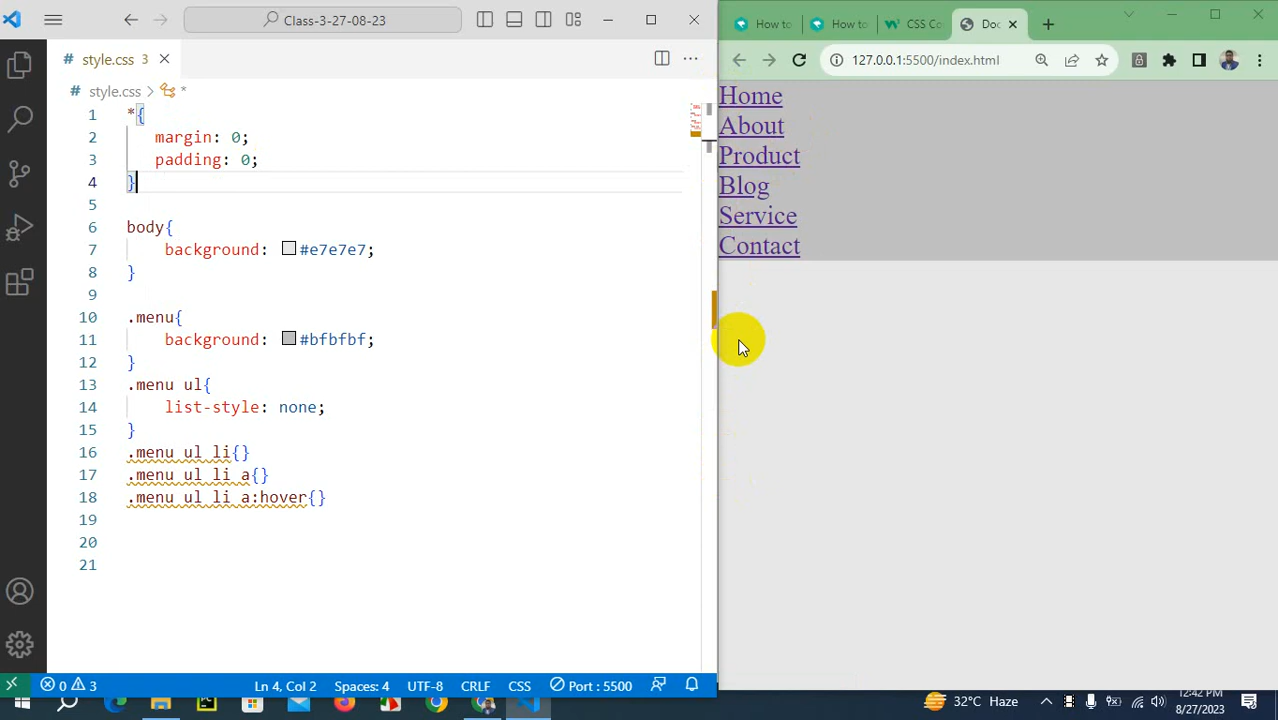 Class-3-27-08-23
style.css 3
style.css > *
1 *{
2 margin: 0;
3 padding: 0;
4 }
5
6 body{
7 background: #e7e7e7;
8 }
9
10 .menu{
11 background: #bfbfbf;
12 }
13 .menu ul{
14 list-style: none;
15 }
16 .menu ul li{}
17 .menu ul li a{}
18 .menu ul li a:hover{}
19
20
21
0 3 Ln 4, Col 2 Spaces: 4 UTF-8 CRLF CSS Port : 5500
How to How to CSS Co Doc
127.0.0.1:5500/index.html
Home
About
Product
Blog
Service
Contact
PC
32°C Haze
12:42 PM
8/27/2023